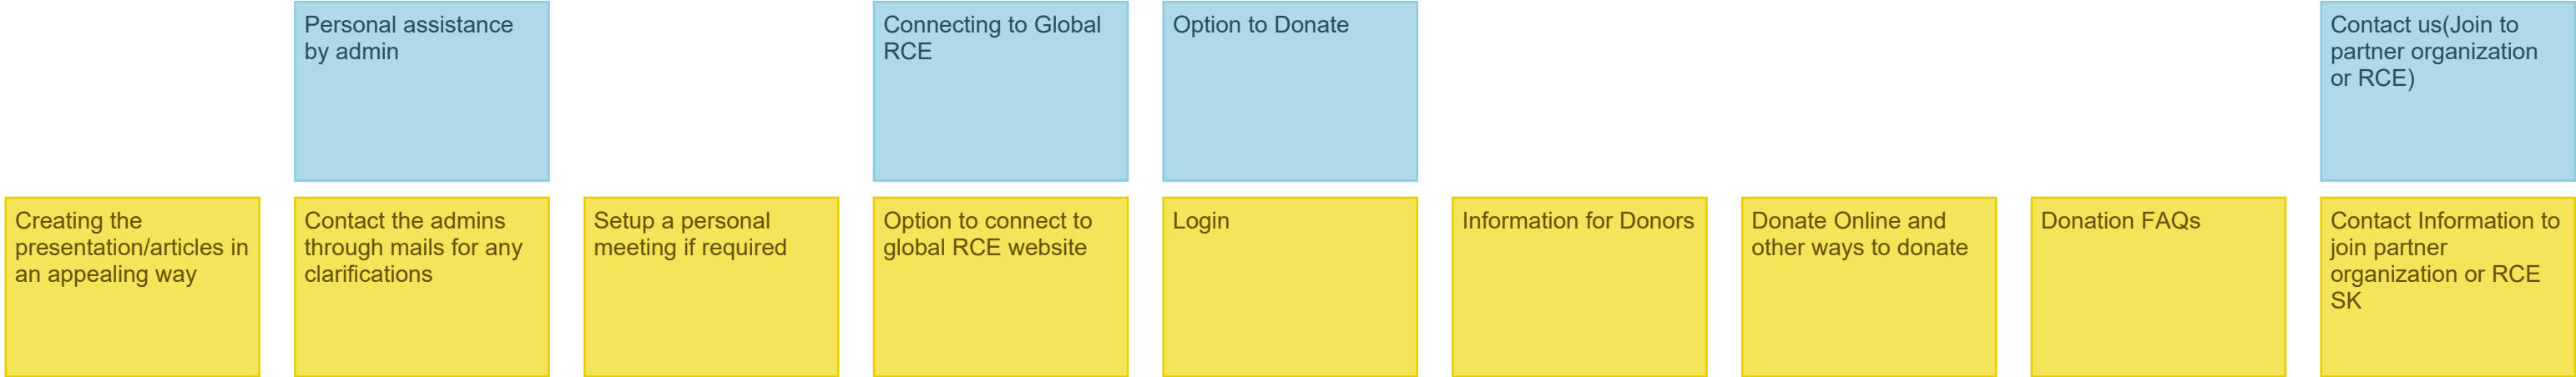 Personal assistance
by admin
Connecting to Global
RCE
Option to Donate
Contact us(Join to
partner organization
or RCE)
Creating the
presentation/articles in
an appealing way
Contact the admins
through mails for any
clarifications
Setup a personal
meeting if required
Option to connect to
global RCE website
Login
Information for Donors
Donate Online and
other ways to donate
Donation FAQs
Contact Information to
join partner
organization or RCE
SK